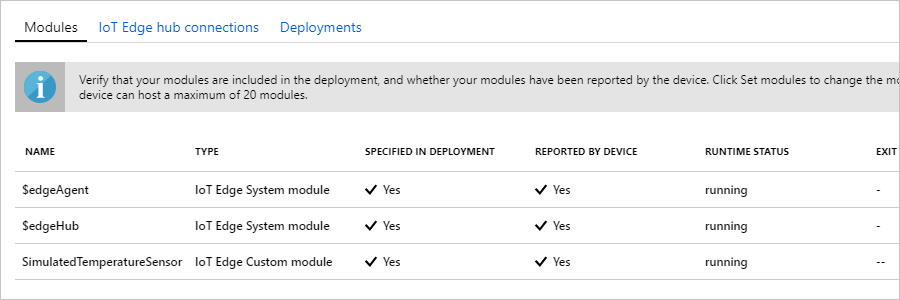 Modules IoT Edge hub connections Deployments
Verify that your modules are included in the deployment, and whether your modules have been reported by the device. Click Set modules to change the
device can host a maximum of 20 modules.
NAME TYPE SPECIFIED IN DEPLOYMENT REPORTED BY DEVICE RUNTIME STATUS EXIT
$edgeAgent IoT Edge System module Yes Yes running -
$edgeHub IoT Edge System module Yes Yes running -
SimulatedTemperatureSensor IoT Edge Custom module Yes Yes running --